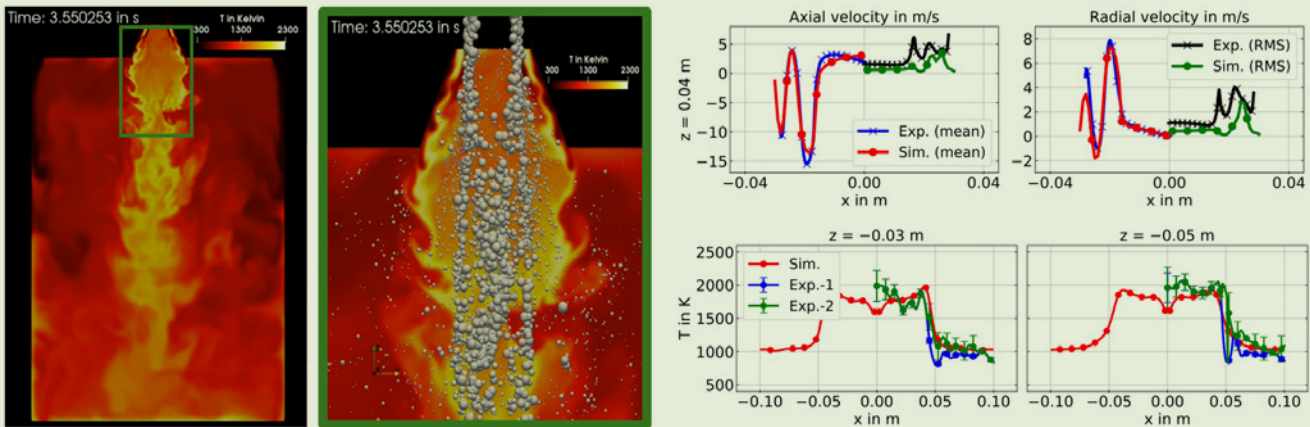 Time: 3.550253 in s
T in Kelvin
300 1300 2300
Time: 3.550253 in s
T in Kelvin
300 1300 2300
Axial velocity in m/s
z = 0.04 m
5
0
−5
−10
−15
Exp. (mean)
Sim. (mean)
−0.04 0.00 0.04
x in m
Radial velocity in m/s
8
6
4
2
0
−2
Exp. (RMS)
Sim. (RMS)
−0.04 0.00 0.04
x in m
z = −0.03 m
T in K
2500
2000
1500
1000
500
Sim.
Exp.-1
Exp.-2
−0.10 −0.05 0.00 0.05 0.10
x in m
z = −0.05 m
−0.10 −0.05 0.00 0.05 0.10
x in m